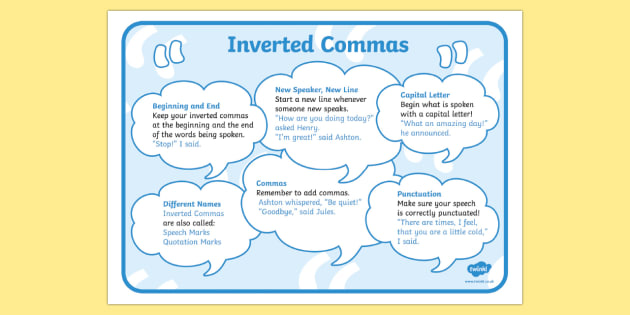 Inverted Commas
Beginning and End
Keep your inverted commas
at the beginning and the end
of the words being spoken.
"Stop!" I said.
New Speaker, New Line
Start a new line whenever
someone new speaks.
"How are you doing today?"
asked Henry.
"I'm great!" said Ashton.
Capital Letter
Begin what is spoken
with a capital letter!
"What an amazing day!"
he announced.
Different Names
Inverted Commas
are also called:
Speech Marks
Quotation Marks
Commas
Remember to add commas.
Ashton whispered, "Be quiet!"
"Goodbye," said Jules.
Punctuation
Make sure your speech
is correctly punctuated!
"There are times, I feel,
that you are a little cold,"
I said.
twinkl
www.twinkl.co.uk